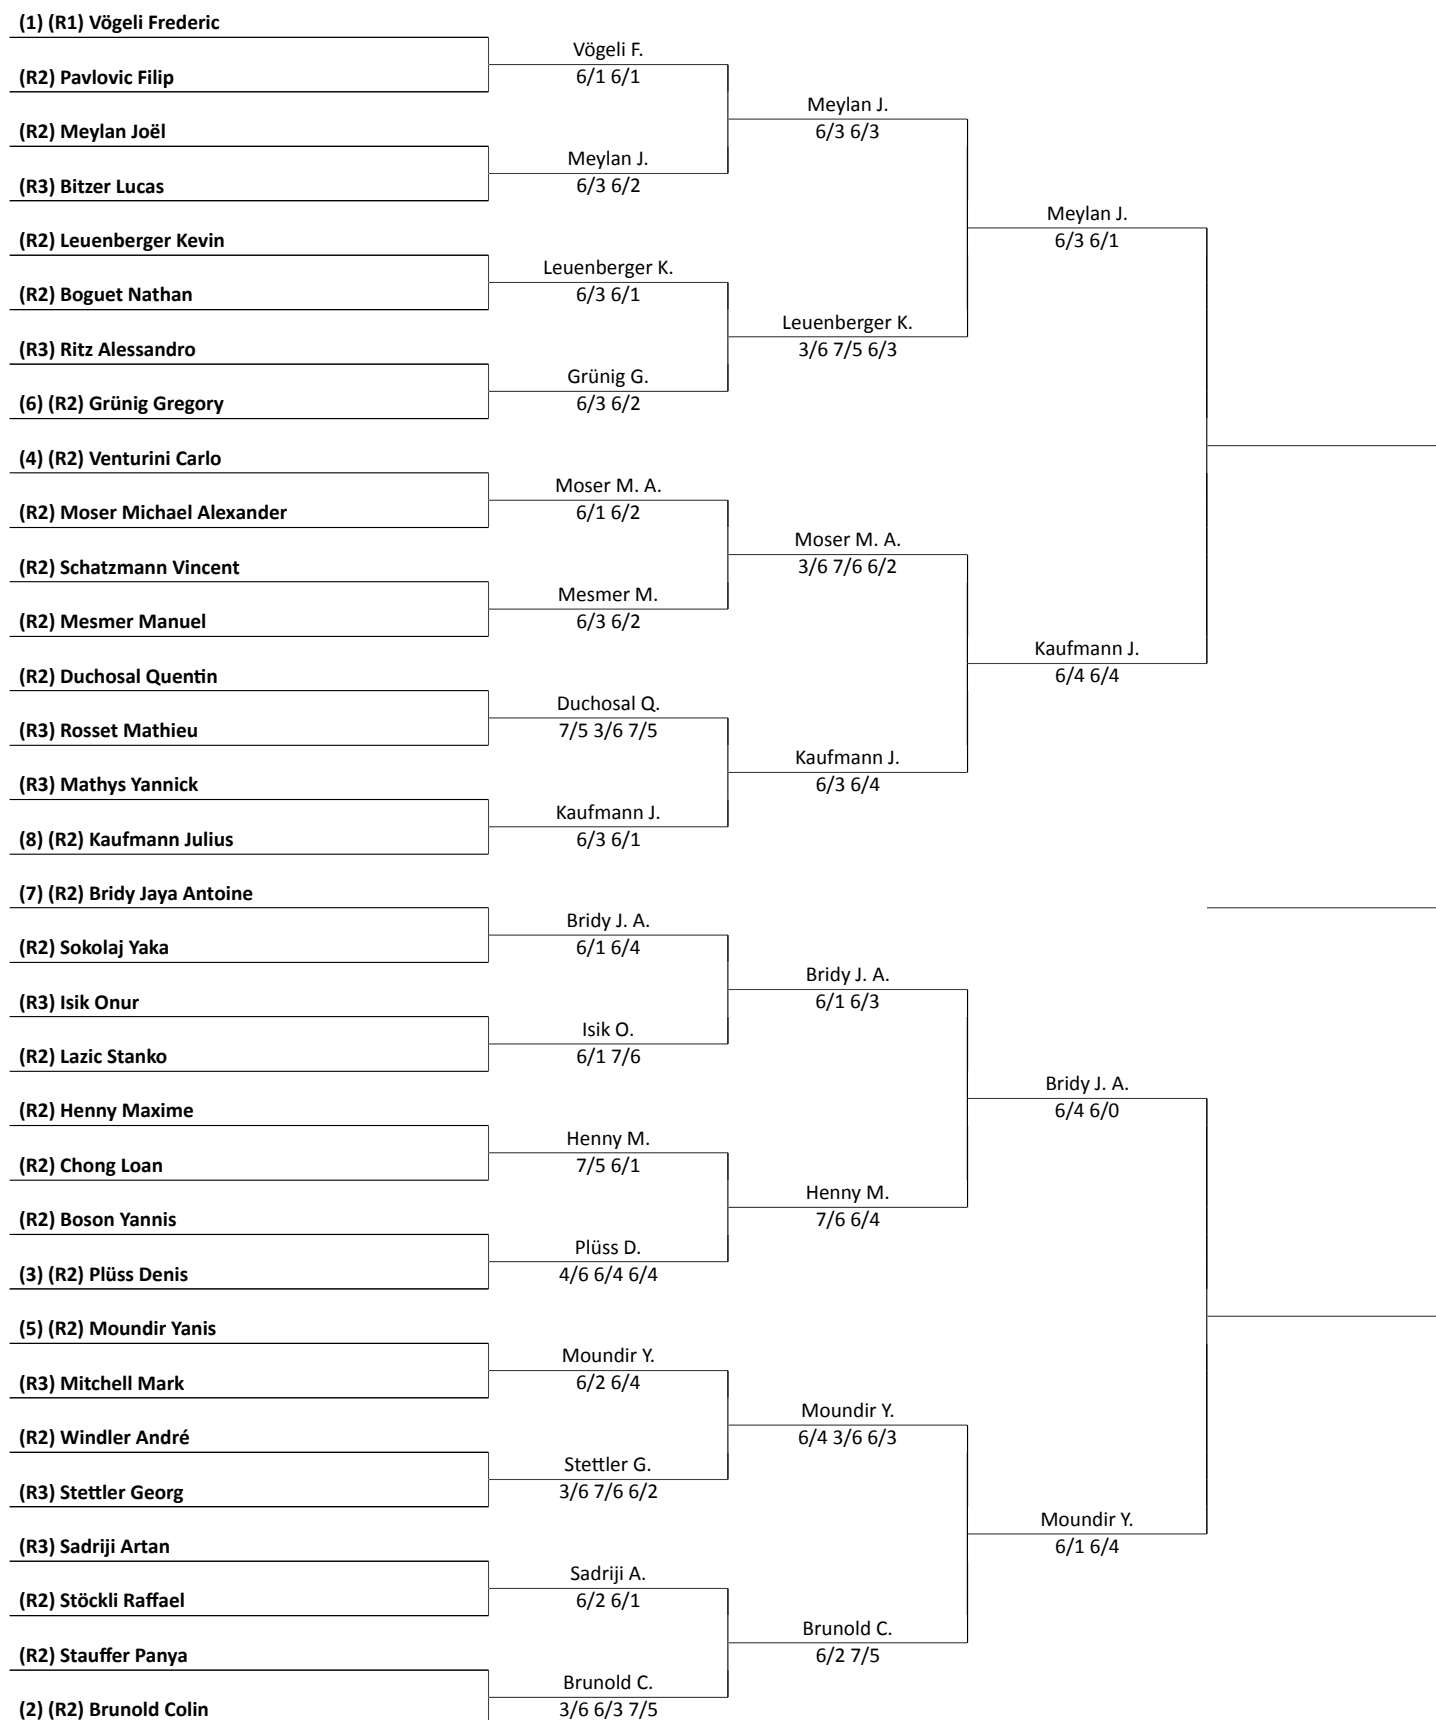 (1) (R1) Vögeli Frederic
Vögeli F.
(R2) Pavlovic Filip
6/1 6/1
Meylan J.
(R2) Meylan Joël
6/3 6/3
Meylan J.
(R3) Bitzer Lucas
6/3 6/2
Meylan J.
(R2) Leuenberger Kevin
6/3 6/1
Leuenberger K.
(R2) Boguet Nathan
6/3 6/1
Leuenberger K.
(R3) Ritz Alessandro
3/6 7/5 6/3
Grünig G.
(6) (R2) Grünig Gregory
6/3 6/2
(4) (R2) Venturini Carlo
Moser M. A.
(R2) Moser Michael Alexander
6/1 6/2
Moser M. A.
(R2) Schatzmann Vincent
3/6 7/6 6/2
Mesmer M.
(R2) Mesmer Manuel
6/3 6/2
Kaufmann J.
(R2) Duchosal Quentin
6/4 6/4
Duchosal Q.
(R3) Rosset Mathieu
7/5 3/6 7/5
Kaufmann J.
(R3) Mathys Yannick
6/3 6/4
Kaufmann J.
(8) (R2) Kaufmann Julius
6/3 6/1
(7) (R2) Bridy Jaya Antoine
Bridy J. A.
(R2) Sokolaj Yaka
6/1 6/4
Bridy J. A.
(R3) Isik Onur
6/1 6/3
Isik O.
(R2) Lazic Stanko
6/1 7/6
Bridy J. A.
(R2) Henny Maxime
6/4 6/0
Henny M.
(R2) Chong Loan
7/5 6/1
Henny M.
(R2) Boson Yannis
7/6 6/4
Plüss D.
(3) (R2) Plüss Denis
4/6 6/4 6/4
(5) (R2) Moundir Yanis
Moundir Y.
(R3) Mitchell Mark
6/2 6/4
Moundir Y.
(R2) Windler André
6/4 3/6 6/3
Stettler G.
(R3) Stettler Georg
3/6 7/6 6/2
Moundir Y.
(R3) Sadriji Artan
6/1 6/4
Sadriji A.
(R2) Stöckli Raffael
6/2 6/1
Brunold C.
(R2) Stauffer Panya
6/2 7/5
Brunold C.
(2) (R2) Brunold Colin
3/6 6/3 7/5